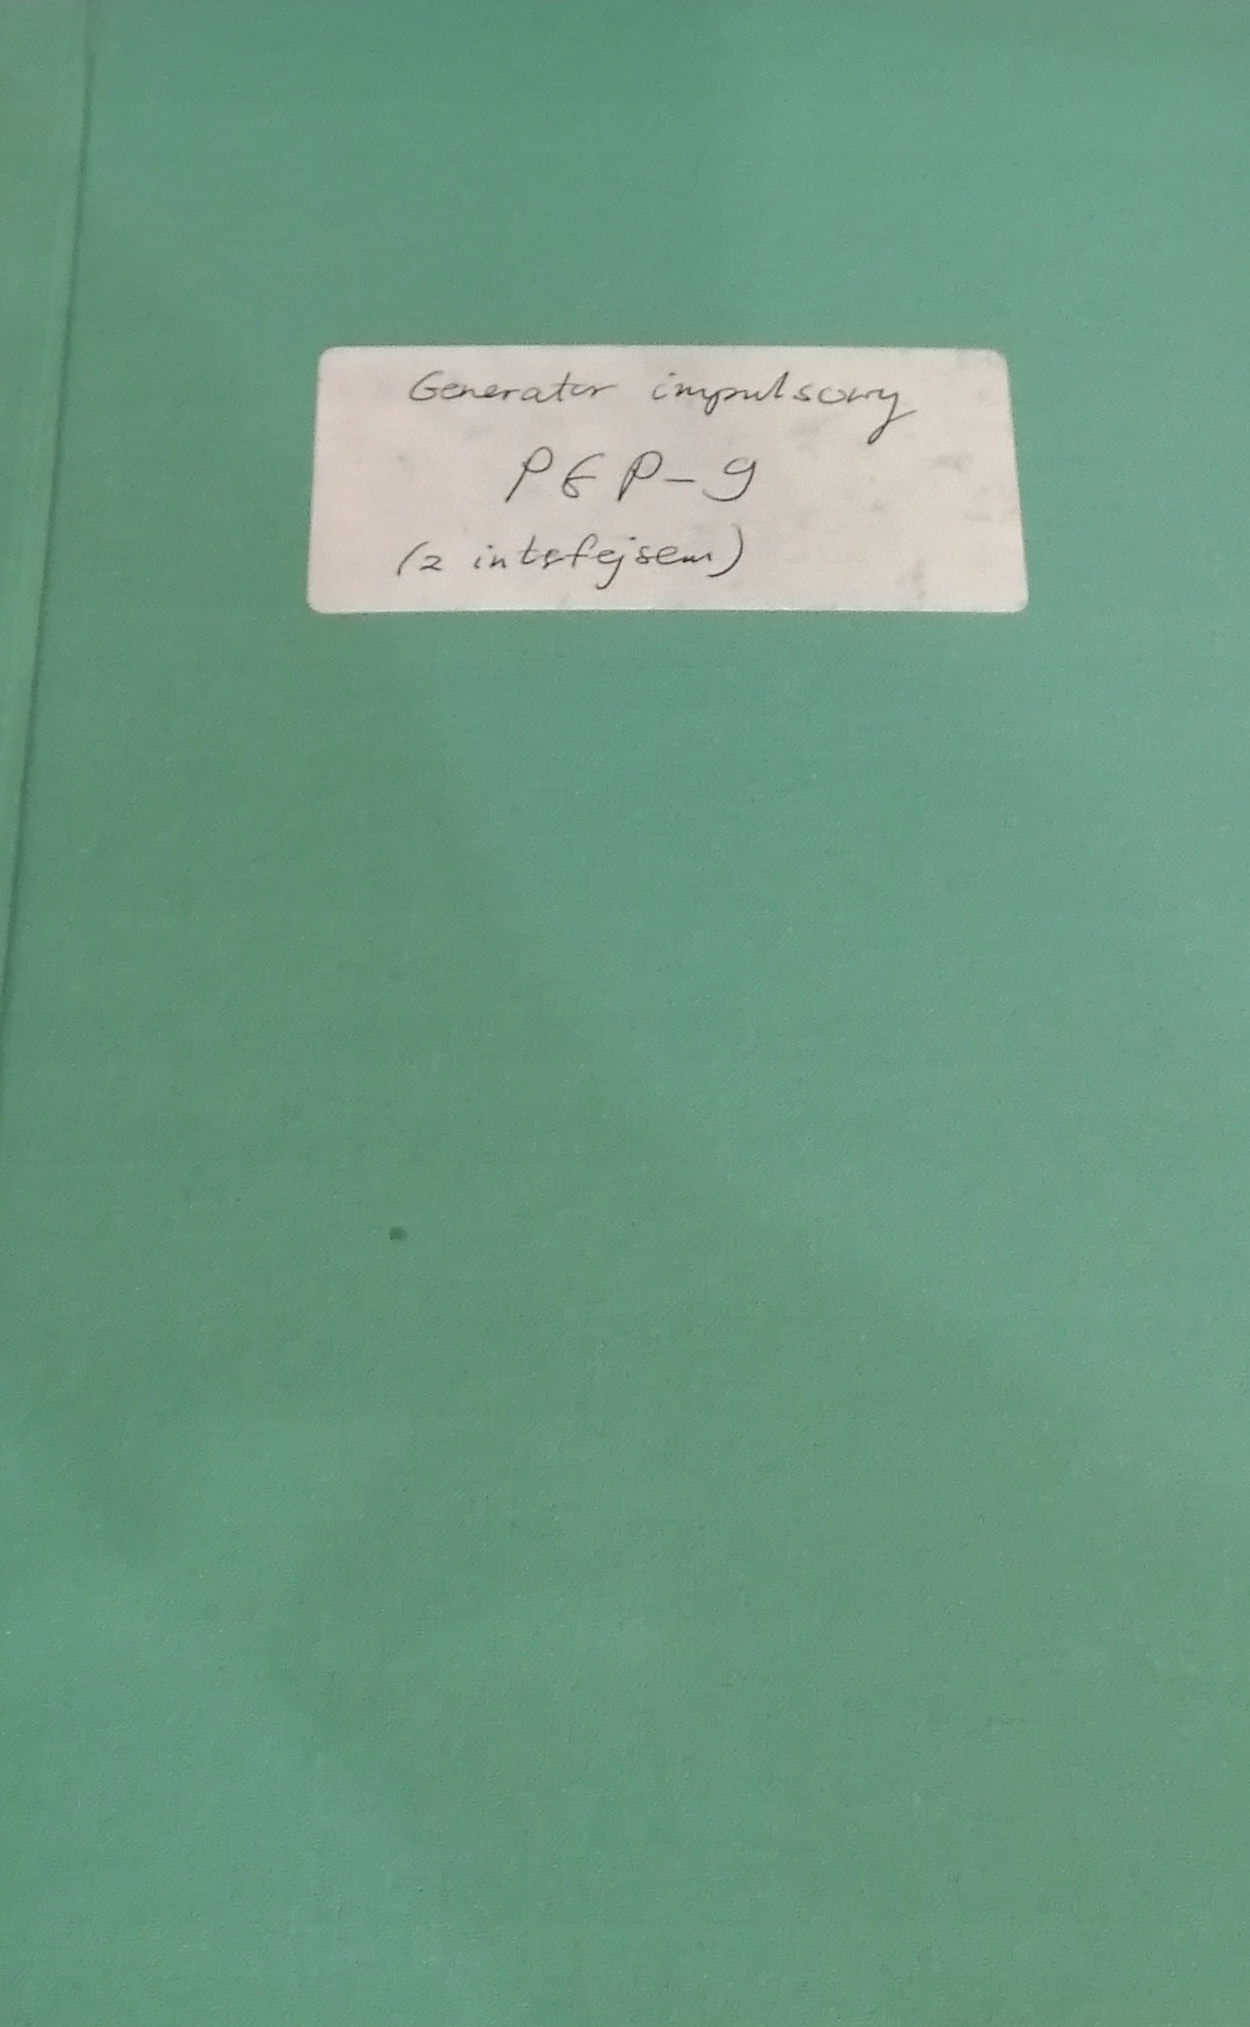 Generator impulsowy
PGP-9
(z interfejsem)